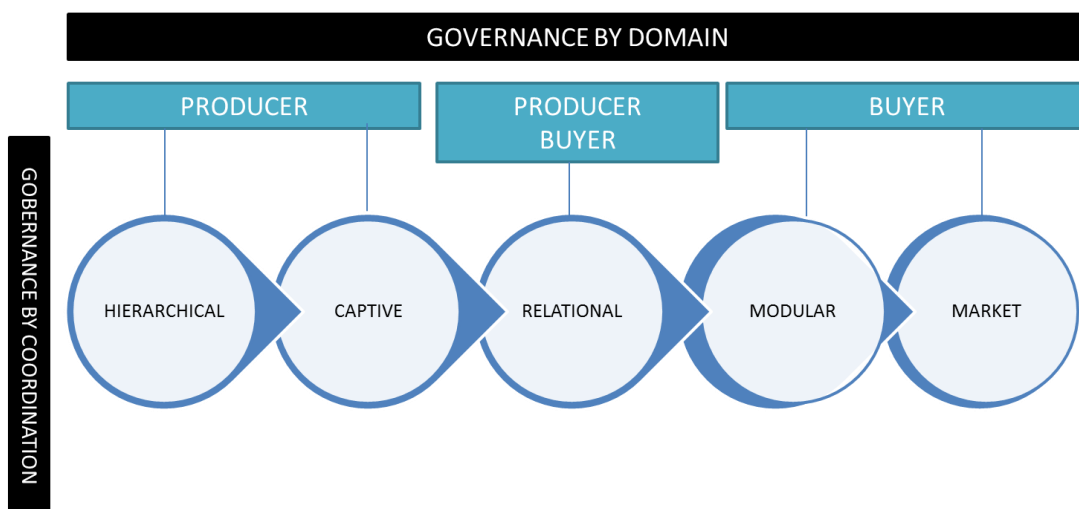 GOVERNANCE BY DOMAIN
PRODUCER
PRODUCER
BUYER
BUYER
GOBERNANCE BY COORDINATION
HIERARCHICAL
CAPTIVE
RELATIONAL
MODULAR
MARKET